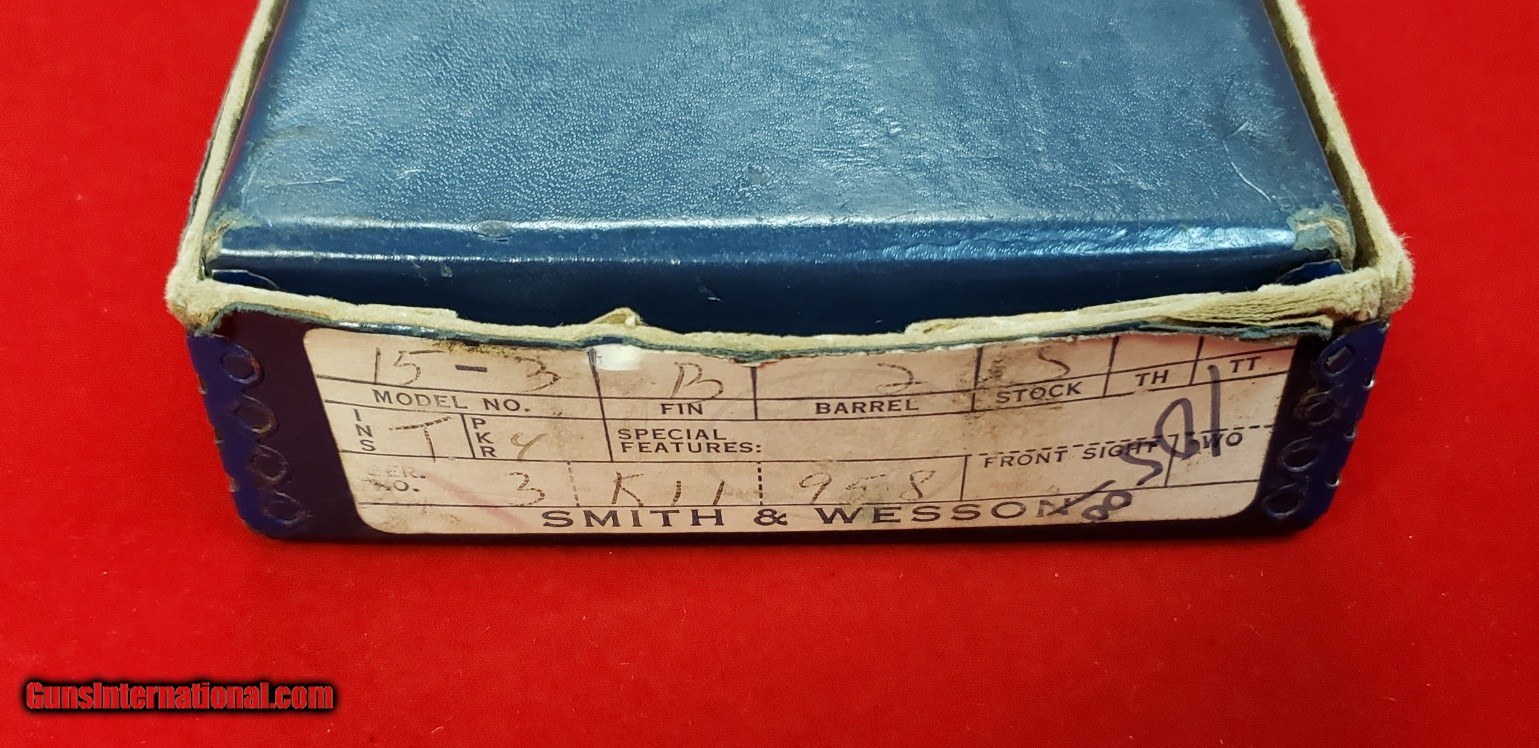 15-3 B 2 S
MODEL NO. FIN BARREL STOCK TH TT
INS T PKR 4 SPECIAL FEATURES: FRONT SIGHT TWO
SER. NO. 3 K11 958
SMITH & WESSON
GunsInternational.com